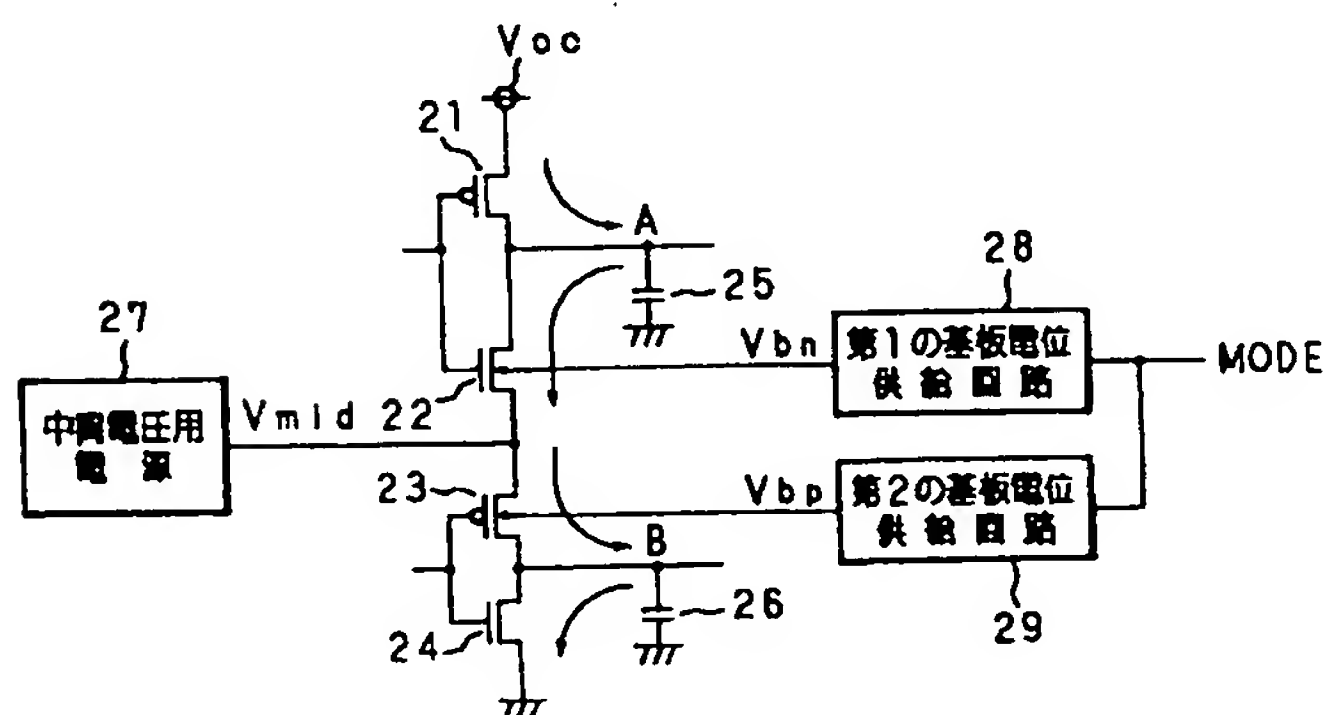 Vcc
21
A
25
28
27
Vbn
第1の基板電位
供給回路
MODE
中間電圧用
電源
Vmid
22
23
Vbp
第2の基板電位
供給回路
B
26
24
29